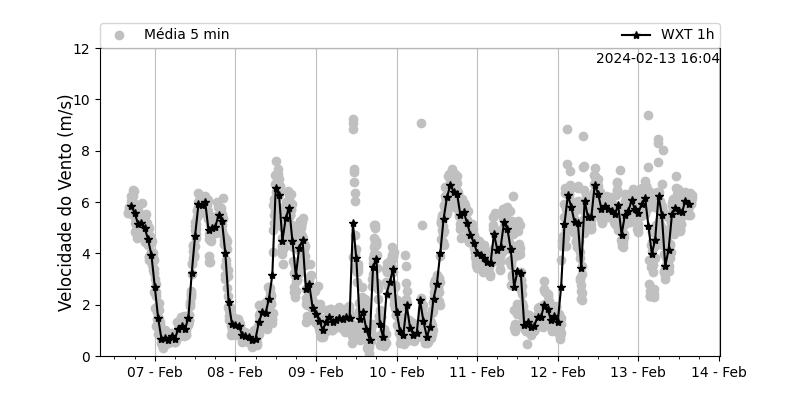 Média 5 min
WXT 1h
2024-02-13 16:04
Velocidade do Vento (m/s)
12
10
8
6
4
2
0
07 - Feb
08 - Feb
09 - Feb
10 - Feb
11 - Feb
12 - Feb
13 - Feb
14 - Feb